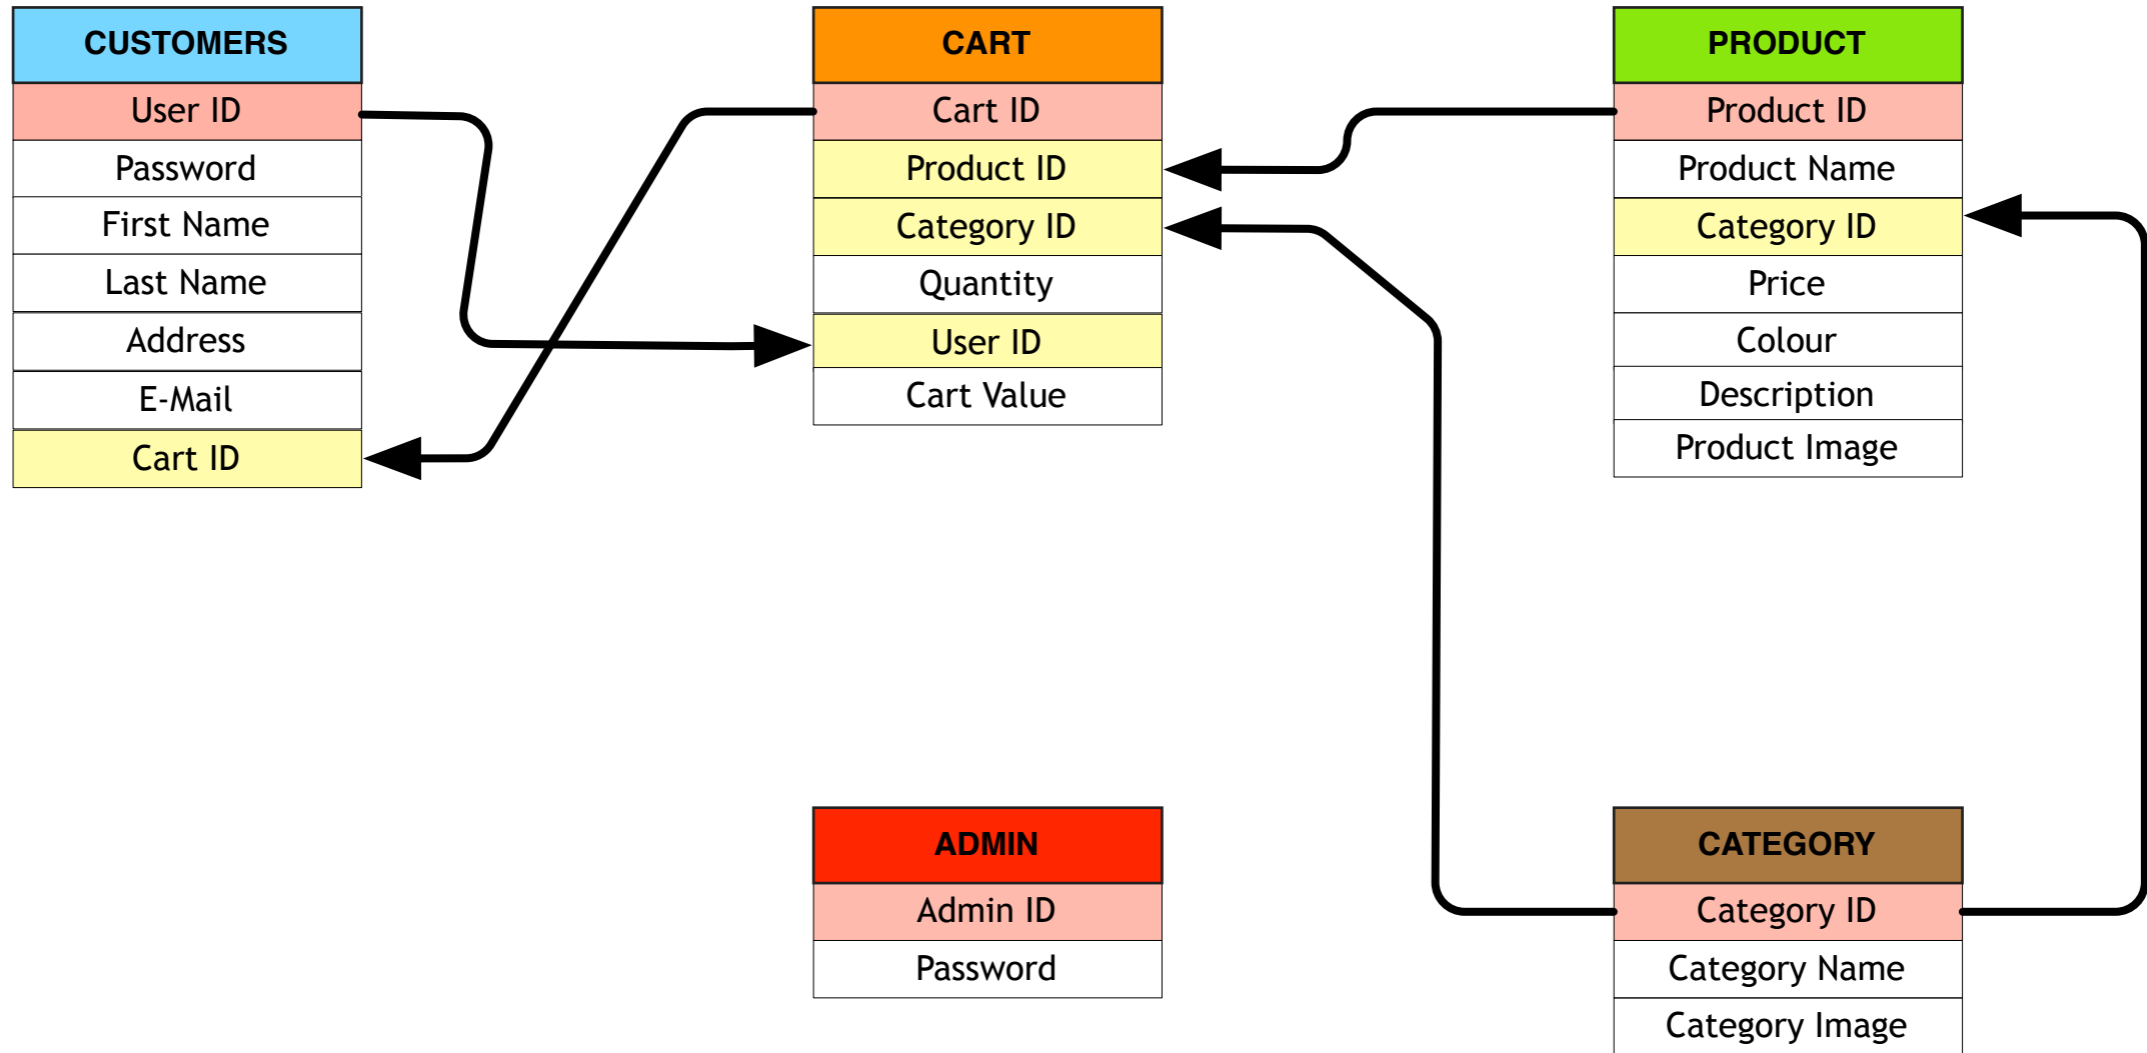 CUSTOMERS
User ID
Password
First Name
Last Name
Address
E-Mail
Cart ID
CART
Cart ID
Product ID
Category ID
Quantity
User ID
Cart Value
PRODUCT
Product ID
Product Name
Category ID
Price
Colour
Description
Product Image
ADMIN
Admin ID
Password
CATEGORY
Category ID
Category Name
Category Image